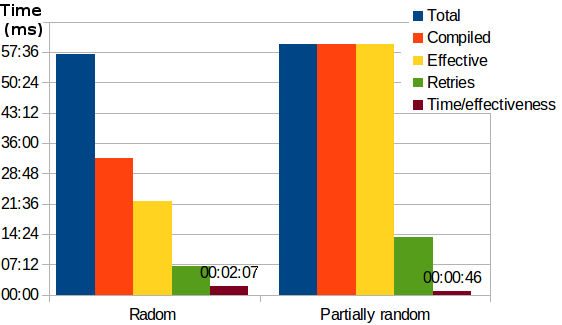 Time
(ms)
Total
Compiled
Effective
Retries
Time/effectiveness
57:36
50:24
43:12
36:00
28:48
21:36
14:24
07:12
00:00
00:02:07
00:00:46
Radom
Partially random